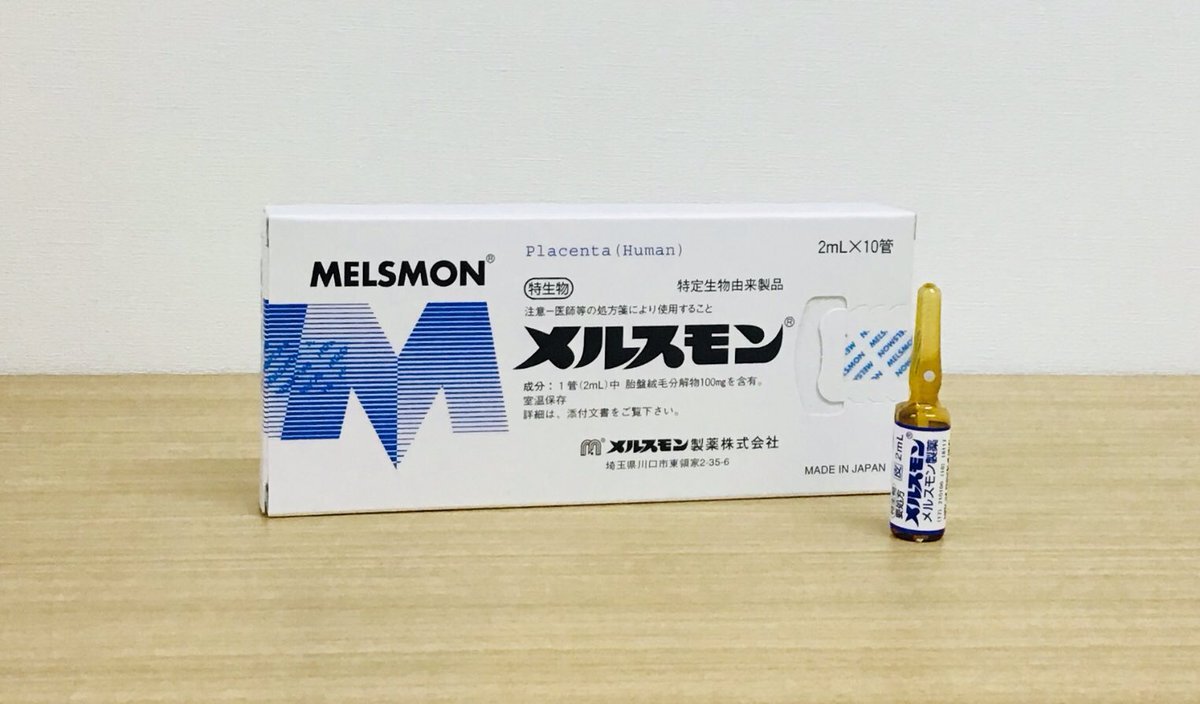 Placenta(Human)
2mL×10管
MELSMON®
特生物
特定生物由来製品
注意－医師等の処方箋により使用すること
メルスモン®
成分：1管(2mL)中 胎盤絨毛分解物100mgを含有。
室温保存
詳細は、添付文書をご覧下さい。
メルスモン製薬株式会社
埼玉県川口市東領家2-35-6
MADE IN JAPAN
MELSMON
MELSMON
2mL
要処方
メルスモン®
メルスモン製薬